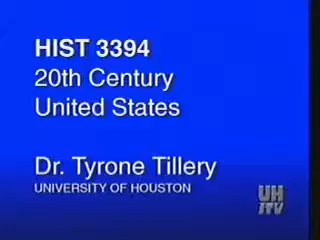 HIST 3394
20th Century
United States
Dr. Tyrone Tillery
UNIVERSITY OF HOUSTON
UH
ITV